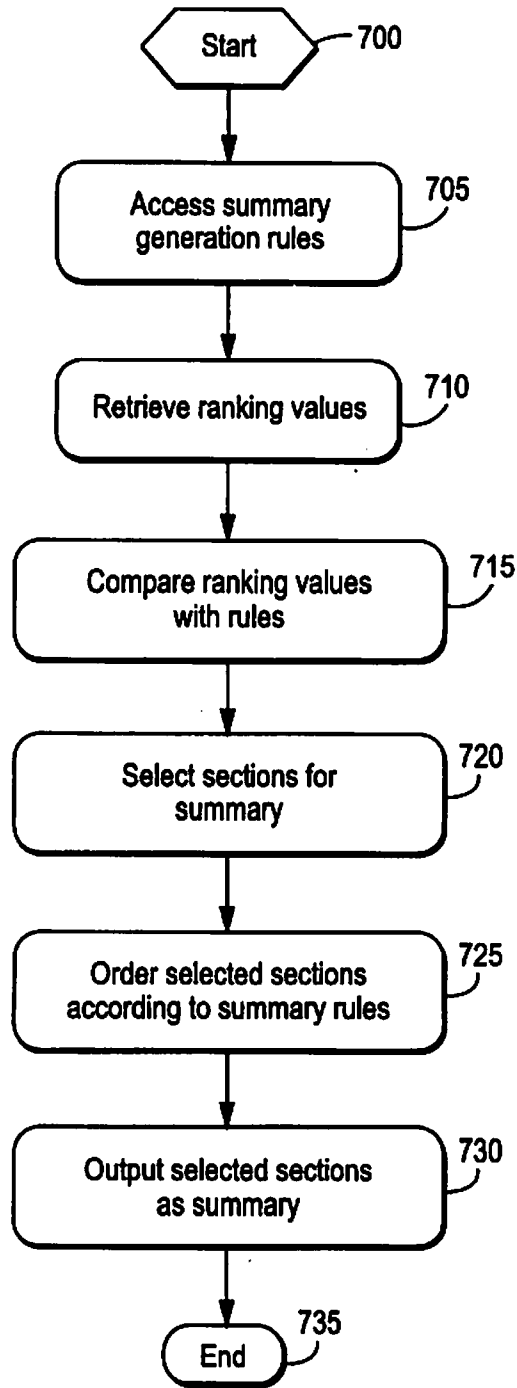 Start
700
Access summary
generation rules
705
Retrieve ranking values
710
Compare ranking values
with rules
715
Select sections for
summary
720
Order selected sections
according to summary rules
725
Output selected sections
as summary
730
End
735